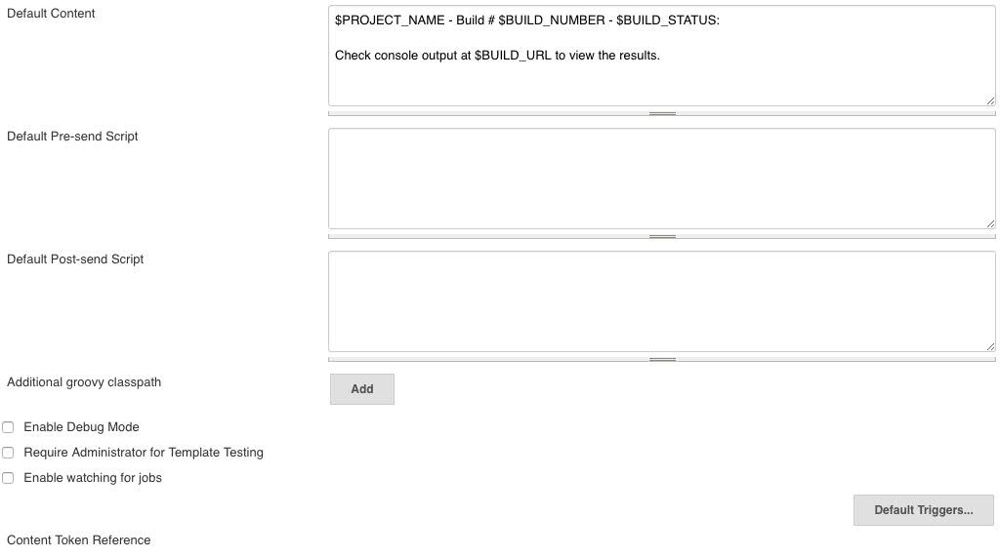 Default Content
$PROJECT_NAME - Build # $BUILD_NUMBER - $BUILD_STATUS:
Check console output at $BUILD_URL to view the results.
Default Pre-send Script
Default Post-send Script
Additional groovy classpath
Add
Enable Debug Mode
Require Administrator for Template Testing
Enable watching for jobs
Default Triggers...
Content Token Reference